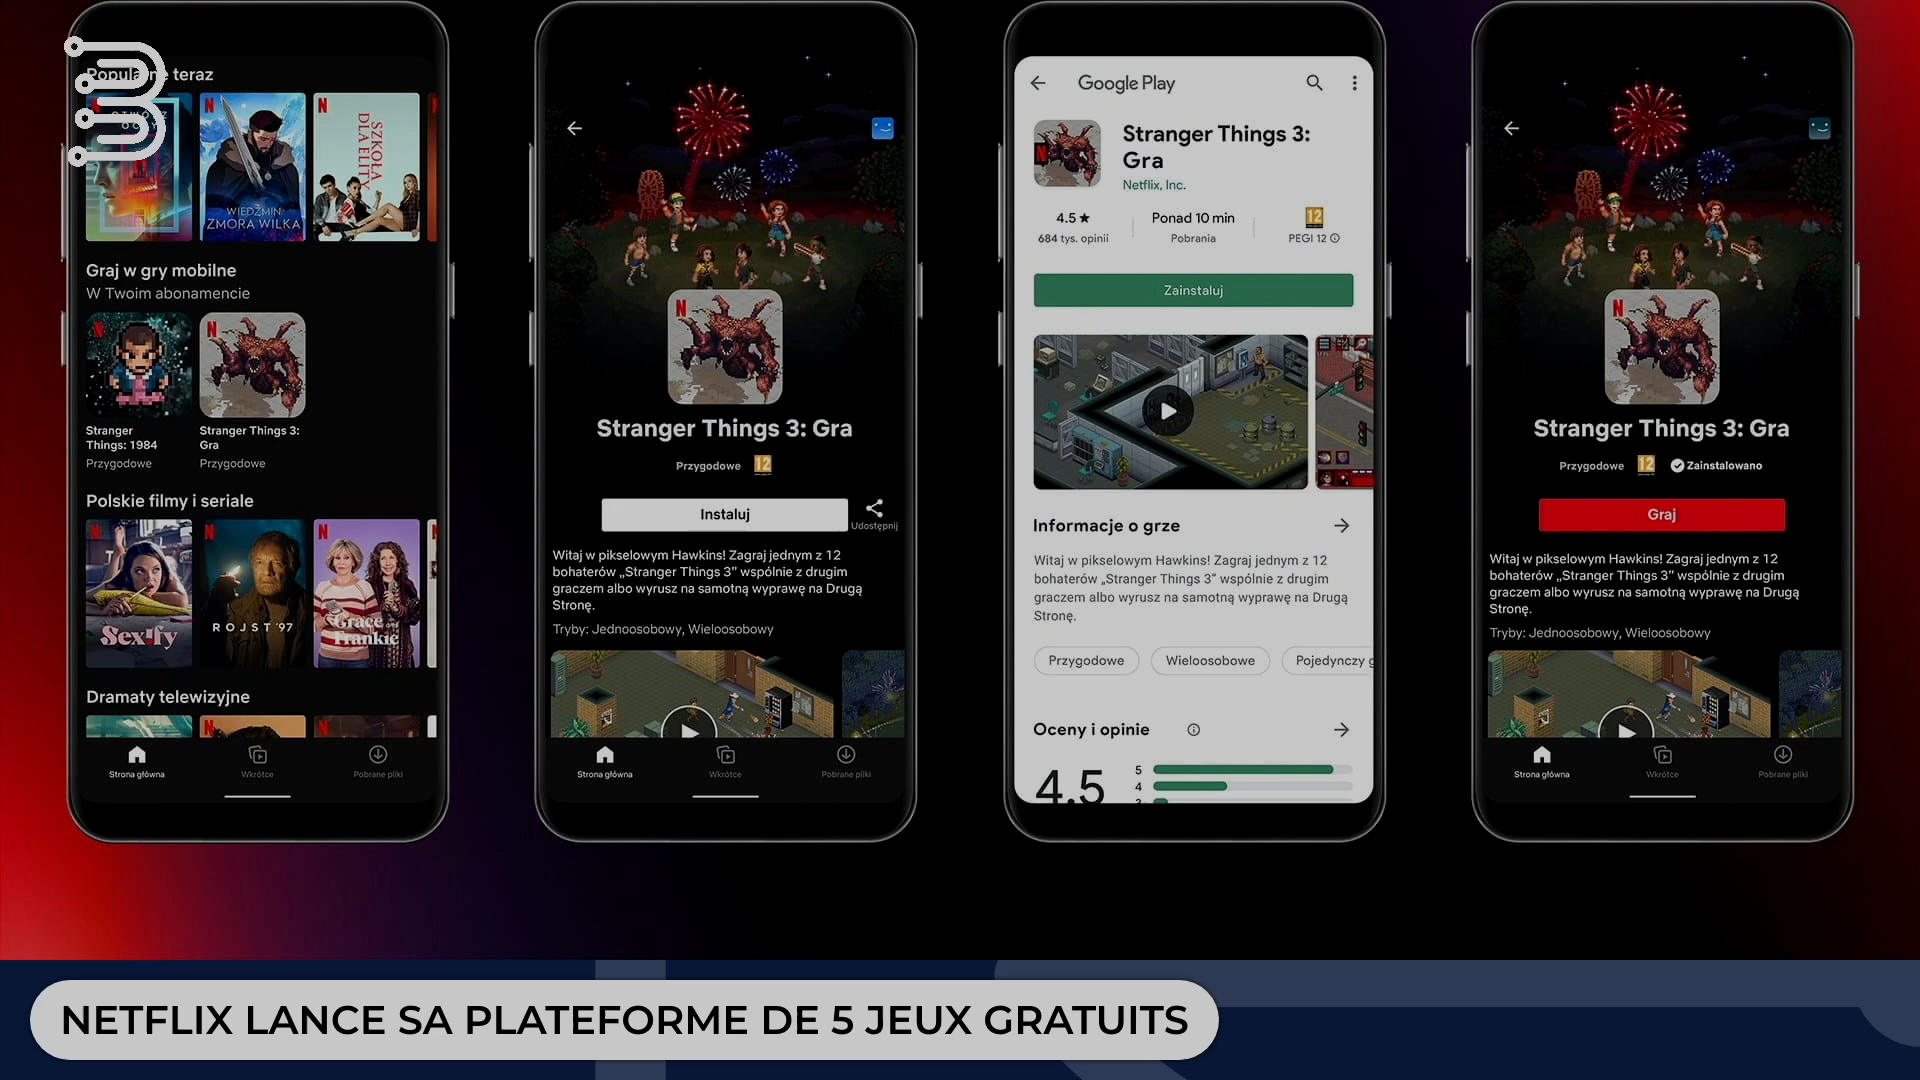 Popularne teraz
OTWÓRZ
OCZY
WIEDŹMIN
ZMORA WILKA
SZKOŁA
DLA ELITY
Graj w gry mobilne
W Twoim abonamencie
Stranger
Things: 1984
Przygodowe
Stranger Things 3:
Gra
Przygodowe
Polskie filmy i seriale
Sexify
ROJST '97
Grace and
Frankie
Dramaty telewizyjne
Strona główna
Wkrótce
Pobrane pliki
Stranger Things 3: Gra
Przygodowe 12
Instaluj
Udostępnij
Witaj w pikselowym Hawkins! Zagraj jednym z 12
bohaterów „Stranger Things 3” wspólnie z drugim
graczem albo wyrusz na samotną wyprawę na Drugą
Stronę.
Tryby: Jednoosobowy, Wieloosobowy
Strona główna
Wkrótce
Pobrane pliki
Google Play
Stranger Things 3:
Gra
Netflix, Inc.
4.5 ★
684 tys. opinii
Ponad 10 min
Pobrania
12
PEGI 12
Zainstaluj
Informacje o grze
Witaj w pikselowym Hawkins! Zagraj jednym z 12
bohaterów „Stranger Things 3” wspólnie z drugim
graczem albo wyrusz na samotną wyprawę na Drugą
Stronę.
Przygodowe
Wieloosobowe
Pojedynczy g
Oceny i opinie
4.5
5
4
3
Stranger Things 3: Gra
Przygodowe 12 Zainstalowano
Graj
Witaj w pikselowym Hawkins! Zagraj jednym z 12
bohaterów „Stranger Things 3” wspólnie z drugim
graczem albo wyrusz na samotną wyprawę na Drugą
Stronę.
Tryby: Jednoosobowy, Wieloosobowy
Strona główna
Wkrótce
Pobrane pliki
NETFLIX LANCE SA PLATEFORME DE 5 JEUX GRATUITS